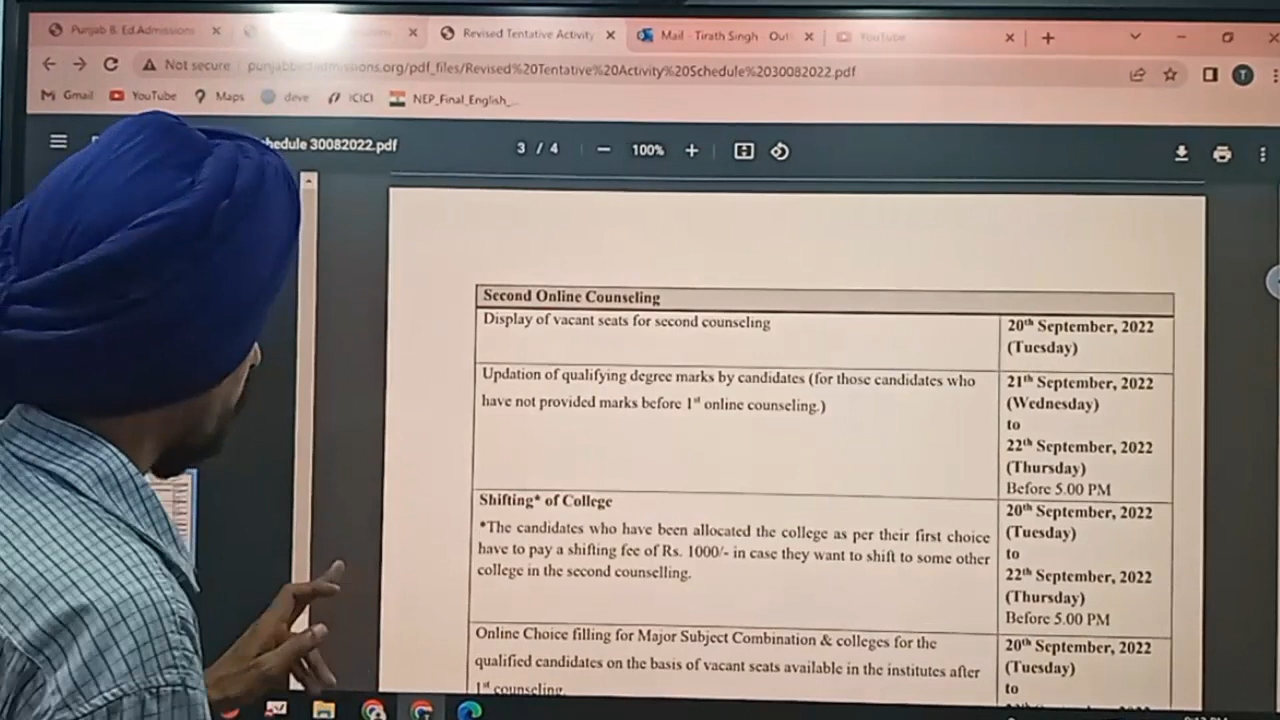 Punjab B. Ed.Admissions
Revised Tentative Activity
Mail - Tirath Singh - Out
YouTube
Not secure punjabbedadmissions.org/pdf_files/Revised%20Tentative%20Activity%20Schedule%2030082022.pdf
Gmail YouTube Maps deve ICICI NEP_Final_English_...
hedule 30082022.pdf 3 / 4 100%
Second Online Counseling
Display of vacant seats for second counseling
20th September, 2022
(Tuesday)
Updation of qualifying degree marks by candidates (for those candidates who
have not provided marks before 1st online counseling.)
21th September, 2022
(Wednesday)
to
22th September, 2022
(Thursday)
Before 5.00 PM
Shifting* of College
*The candidates who have been allocated the college as per their first choice
have to pay a shifting fee of Rs. 1000/- in case they want to shift to some other
college in the second counselling.
20th September, 2022
(Tuesday)
to
22th September, 2022
(Thursday)
Before 5.00 PM
Online Choice filling for Major Subject Combination & colleges for the
qualified candidates on the basis of vacant seats available in the institutes after
1st counseling.
20th September, 2022
(Tuesday)
to